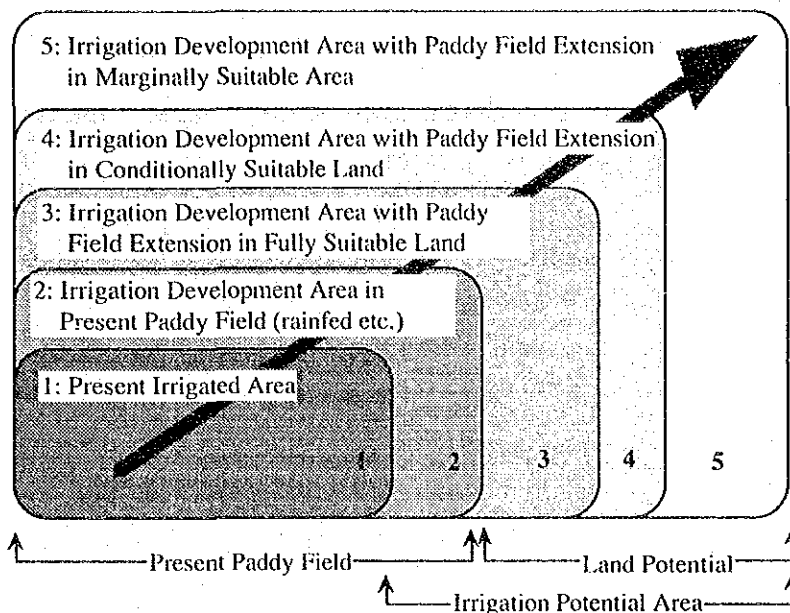 5: Irrigation Development Area with Paddy Field Extension
in Marginally Suitable Area
4: Irrigation Development Area with Paddy Field Extension
in Conditionally Suitable Land
3: Irrigation Development Area with Paddy
Field Extension in Fully Suitable Land
2: Irrigation Development Area in
Present Paddy Field (rainfed etc.)
1: Present Irrigated Area
1 2 3 4 5
Present Paddy Field Land Potential
Irrigation Potential Area